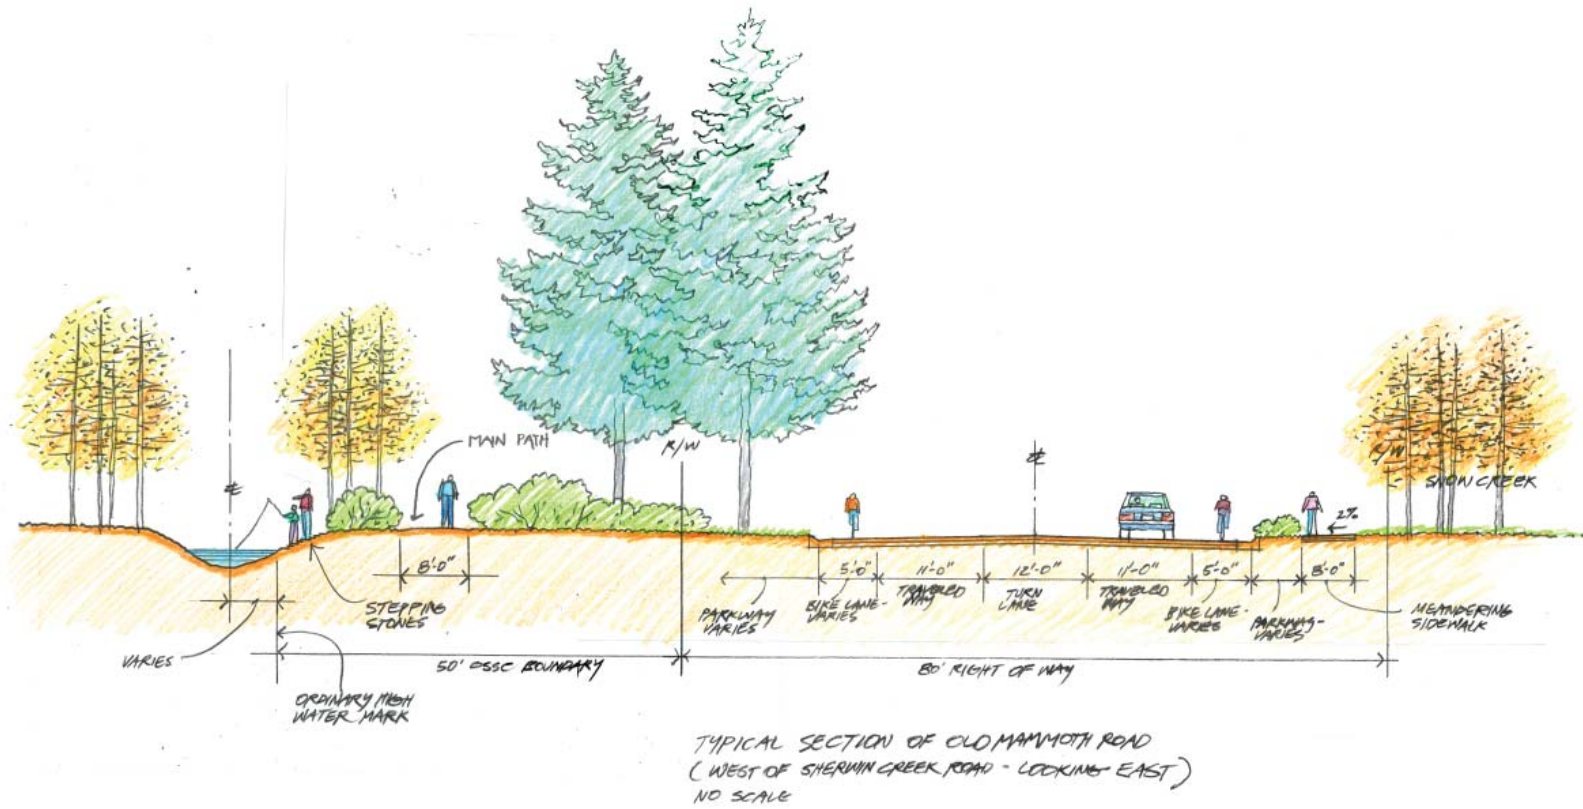 MAIN PATH
R/W
R/W
SNOWCREEK
2%
8'-0"
5'-0"
11'-0"
12'-0"
11'-0"
5'-0"
8'-0"
STEPPING
STONES
PARKWAY
VARIES
BIKE LANE-
VARIES
TRAVELED
WAY
TURN
LANE
TRAVELED
WAY
BIKE LANE-
VARIES
PARKWAY-
VARIES
MEANDERING
SIDEWALK
VARIES
50' OSSC BOUNDARY
80' RIGHT OF WAY
ORDINARY HIGH
WATER MARK
TYPICAL SECTION OF OLD MAMMOTH ROAD
(WEST OF SHERWIN CREEK ROAD - LOOKING EAST)
NO SCALE